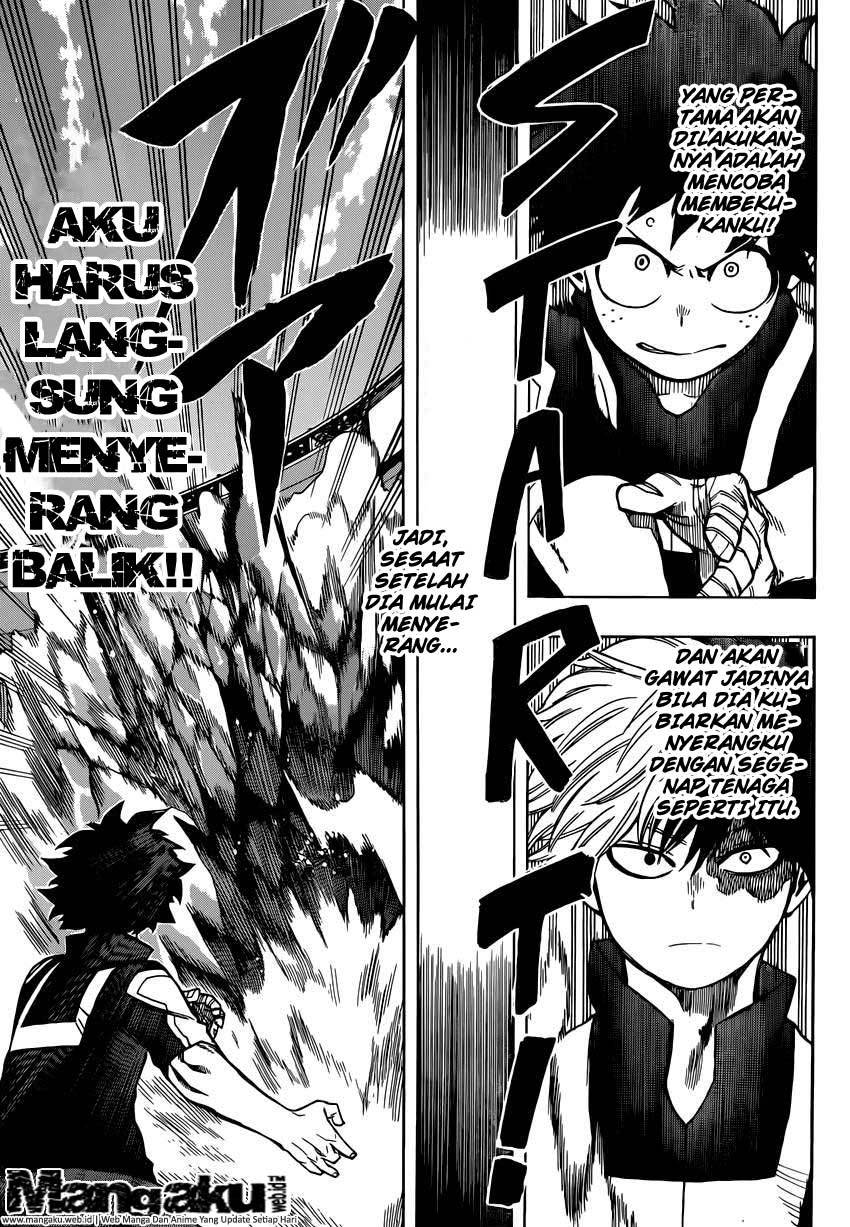 YANG PER-
TAMA AKAN
DILAKUKAN-
NYA ADALAH
MENCOBA
MEMBEKU-
KANKU!
START!!
DAN AKAN
GAWAT JADINYA
BILA DIA KU-
BIARKAN ME-
NYERANGKU
DENGAN SEGE-
NAP TENAGA
SEPERTI ITU.
JADI,
SESAAT
SETELAH
DIA MULAI
MENYE-
RANG...
AKU
HARUS
LANG-
SUNG
MENYE-
RANG
BALIK!!
Mangaku
web.id
www.mangaku.web.id | Web Manga Dan Anime Yang Update Setiap Hari